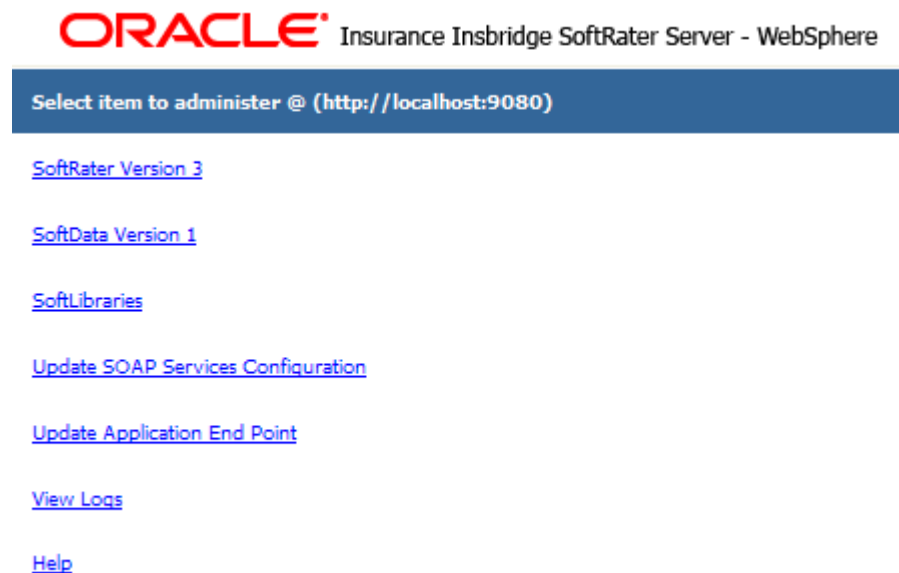 ORACLE Insurance Insbridge SoftRater Server - WebSphere
Select item to administer @ (http://localhost:9080)
SoftRater Version 3
SoftData Version 1
SoftLibraries
Update SOAP Services Configuration
Update Application End Point
View Logs
Help